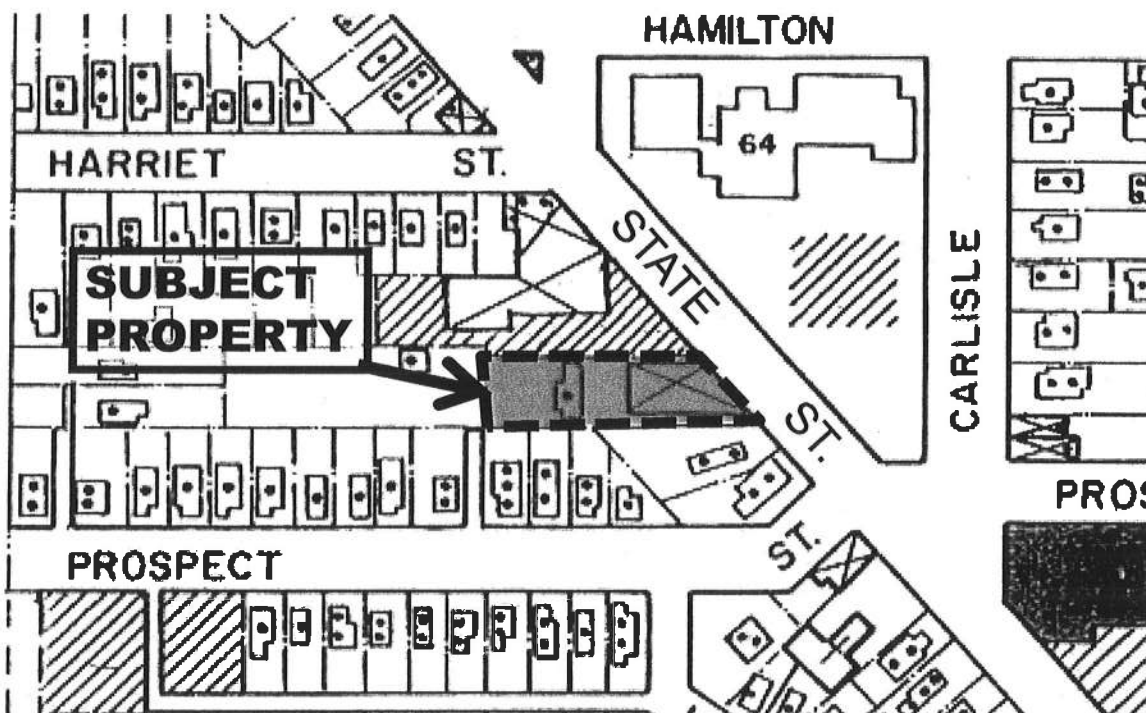 HAMILTON
HARRIET ST.
64
STATE ST.
CARLISLE
SUBJECT
PROPERTY
PROS
PROSPECT ST.